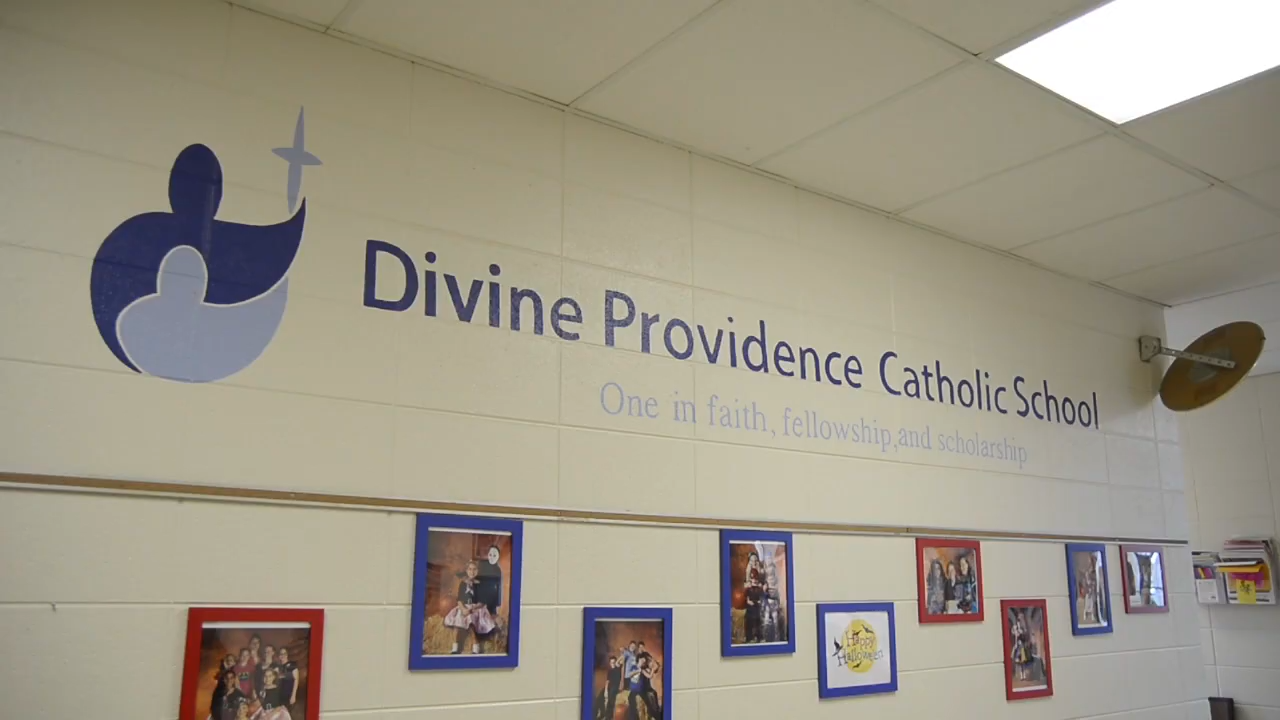 Divine Providence Catholic School
One in faith, fellowship, and scholarship
Happy
Halloween